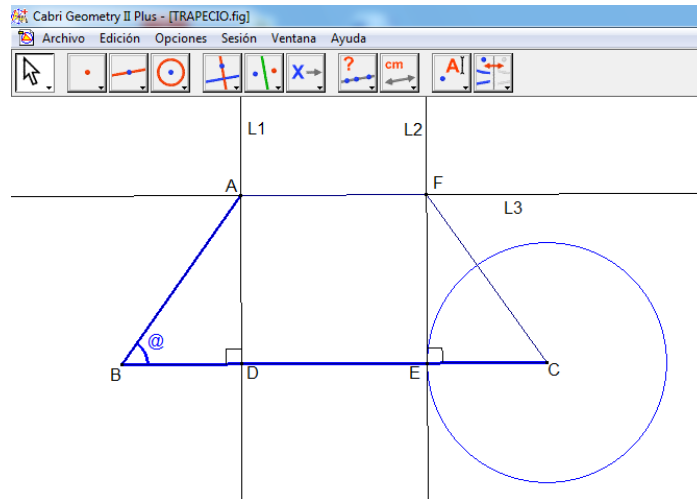 Cabri Geometry II Plus - [TRAPECIO.fig]
Archivo Edición Opciones Sesión Ventana Ayuda
X ? cm A
L1 L2
A F
L3
@
B D E C